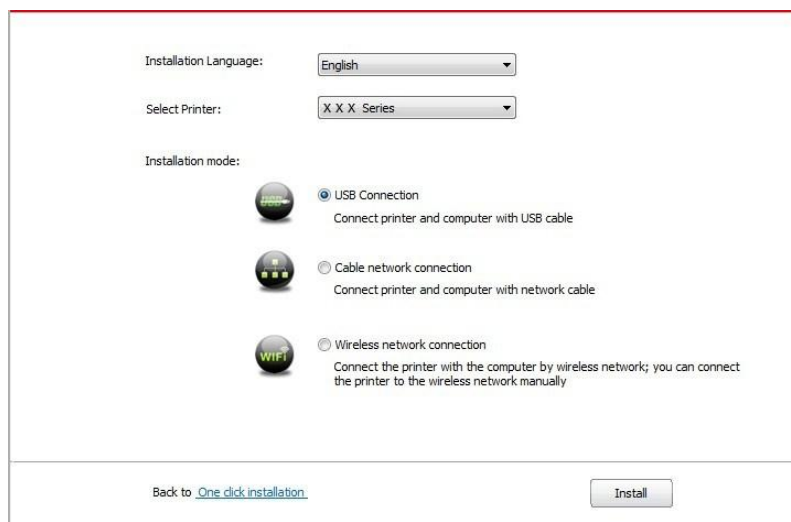 Installation Language:
English
Select Printer:
X X X Series
Installation mode:
USB Connection
Connect printer and computer with USB cable
Cable network connection
Connect printer and computer with network cable
WiFi
Wireless network connection
Connect the printer with the computer by wireless network; you can connect
the printer to the wireless network manually
Back to One click installation
Install